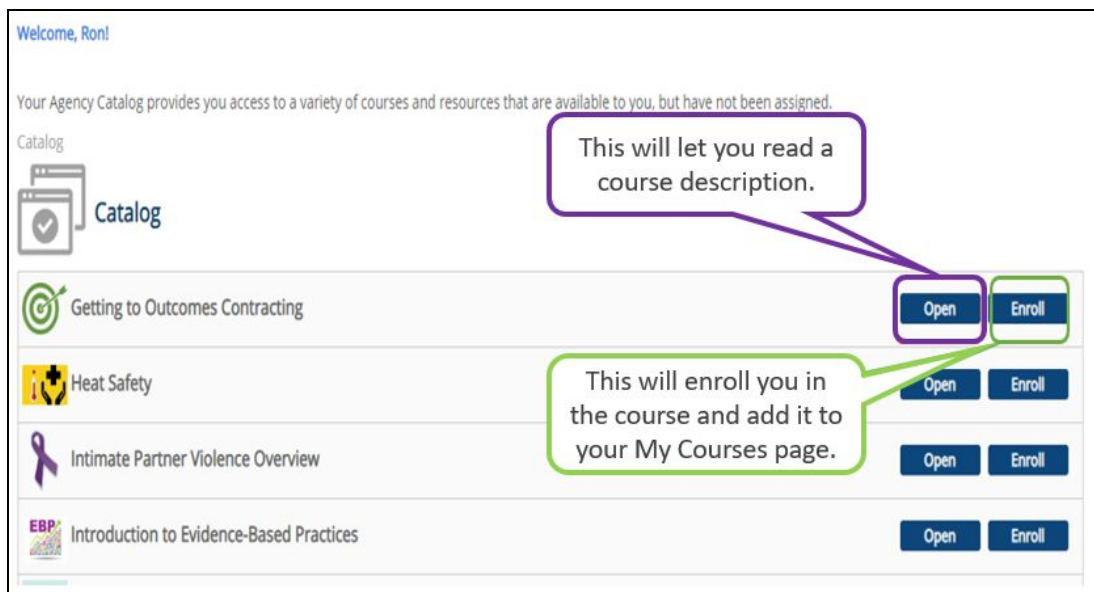 Welcome, Ron!
Your Agency Catalog provides you access to a variety of courses and resources that are available to you, but have not been assigned.
Catalog
This will let you read a
course description.
Catalog
Getting to Outcomes Contracting
Open
Enroll
Heat Safety
This will enroll you in
the course and add it to
your My Courses page.
Open
Enroll
Intimate Partner Violence Overview
Open
Enroll
EBP
Introduction to Evidence-Based Practices
Open
Enroll